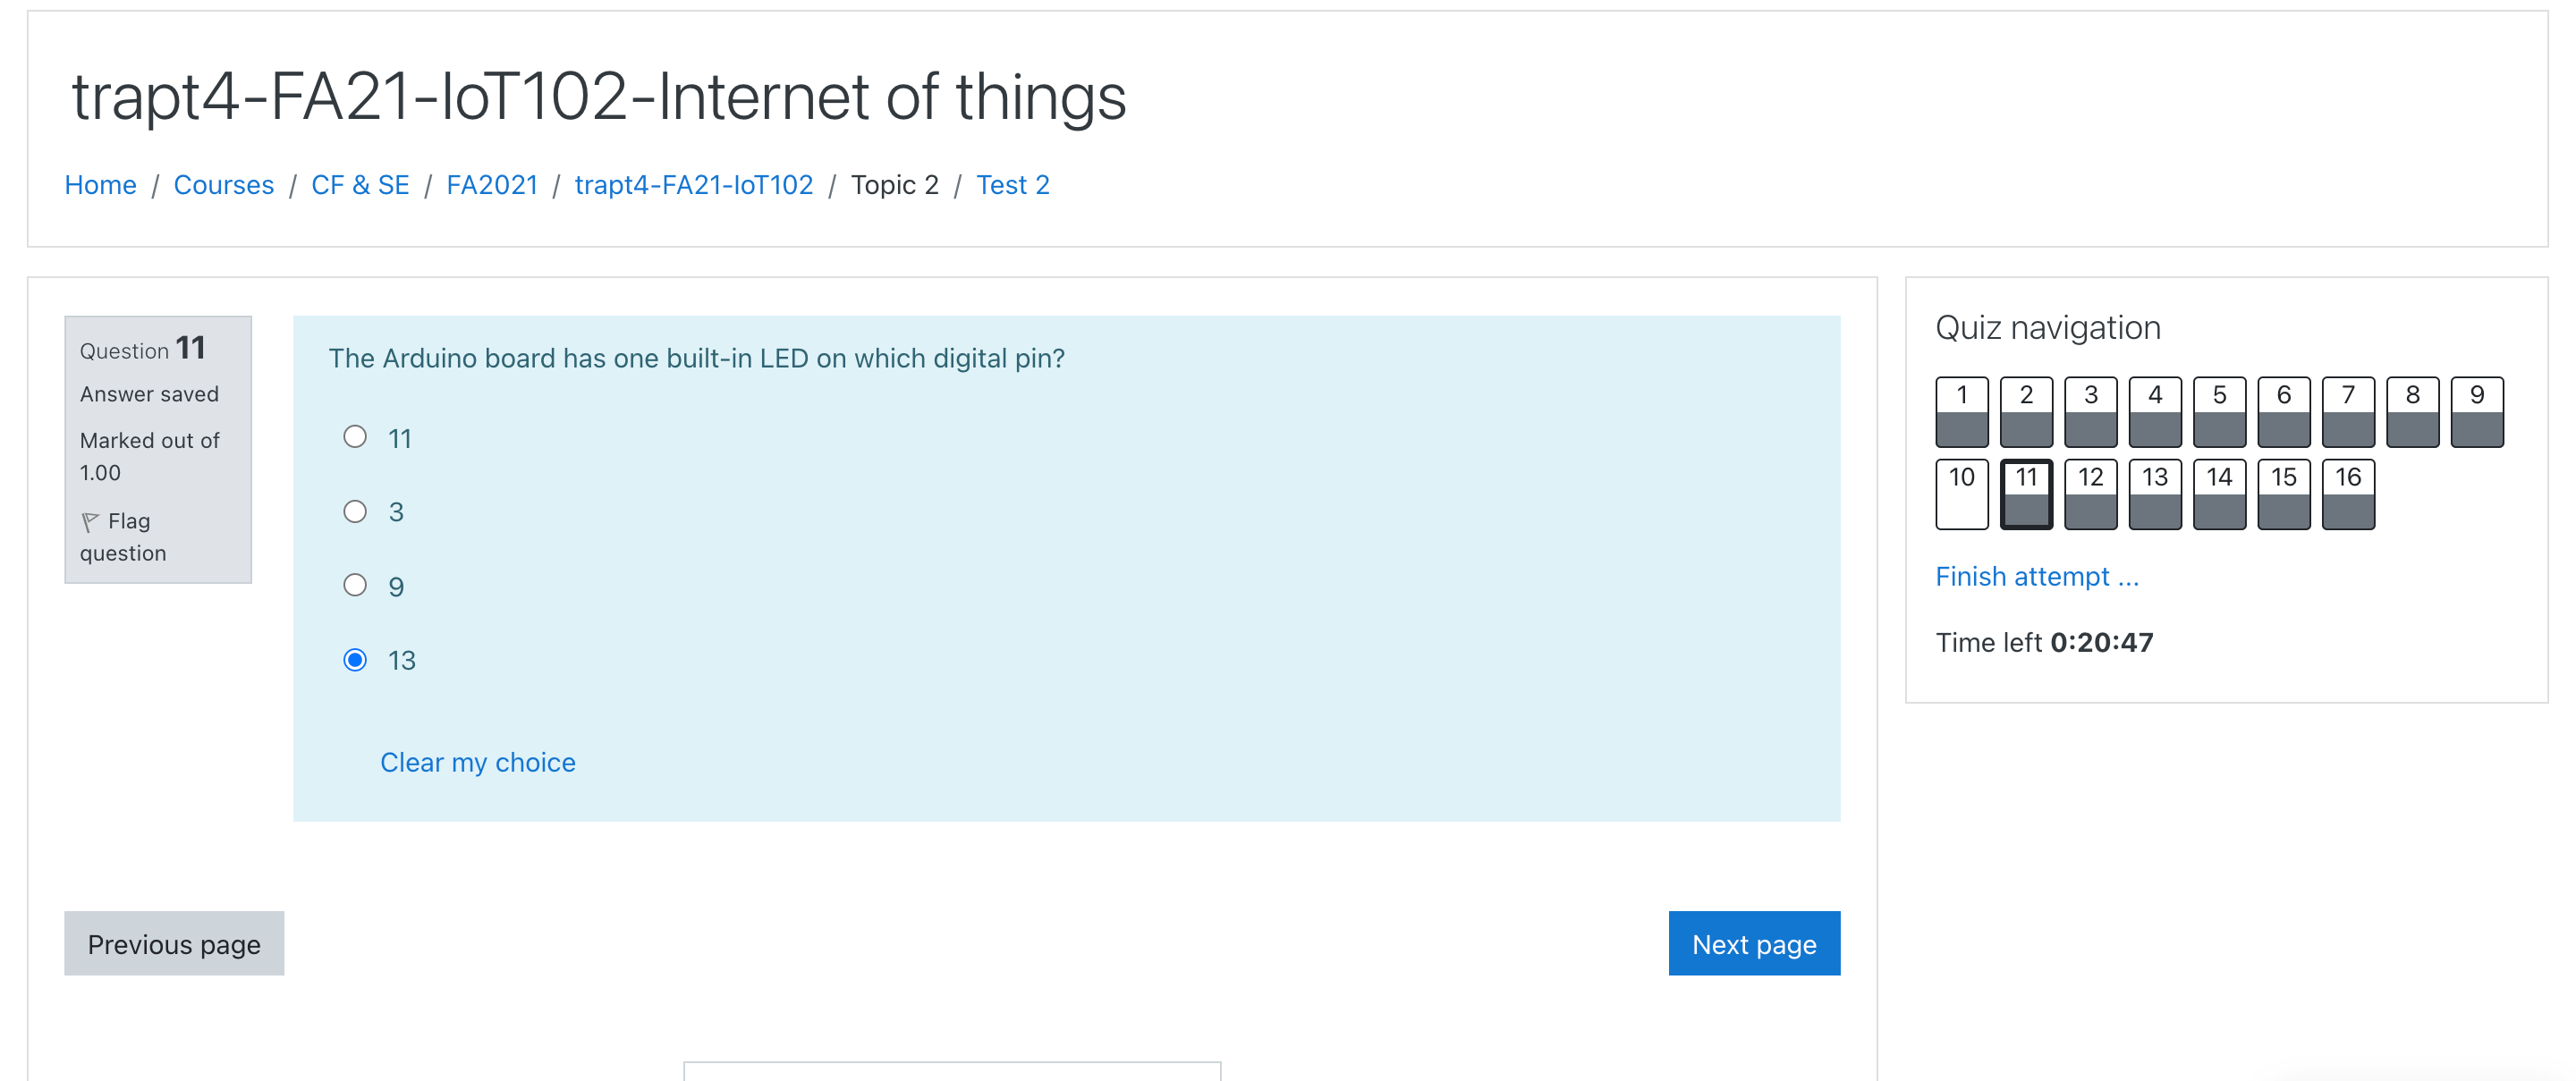 trapt4-FA21-IoT102-Internet of things
Home / Courses / CF & SE / FA2021 / trapt4-FA21-IoT102 / Topic 2 / Test 2
Question 11
Answer saved
Marked out of
1.00
Flag
question
The Arduino board has one built-in LED on which digital pin?
11
3
9
13
Clear my choice
Previous page
Next page
Quiz navigation
1 2 3 4 5 6 7 8 9
10 11 12 13 14 15 16
Finish attempt ...
Time left 0:20:47